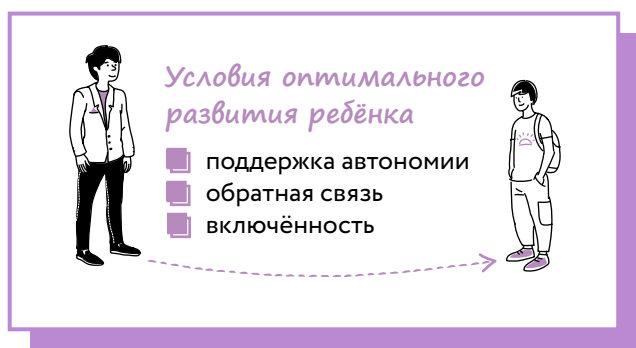 Условия оптимального
развития ребёнка
поддержка автономии
обратная связь
включённость